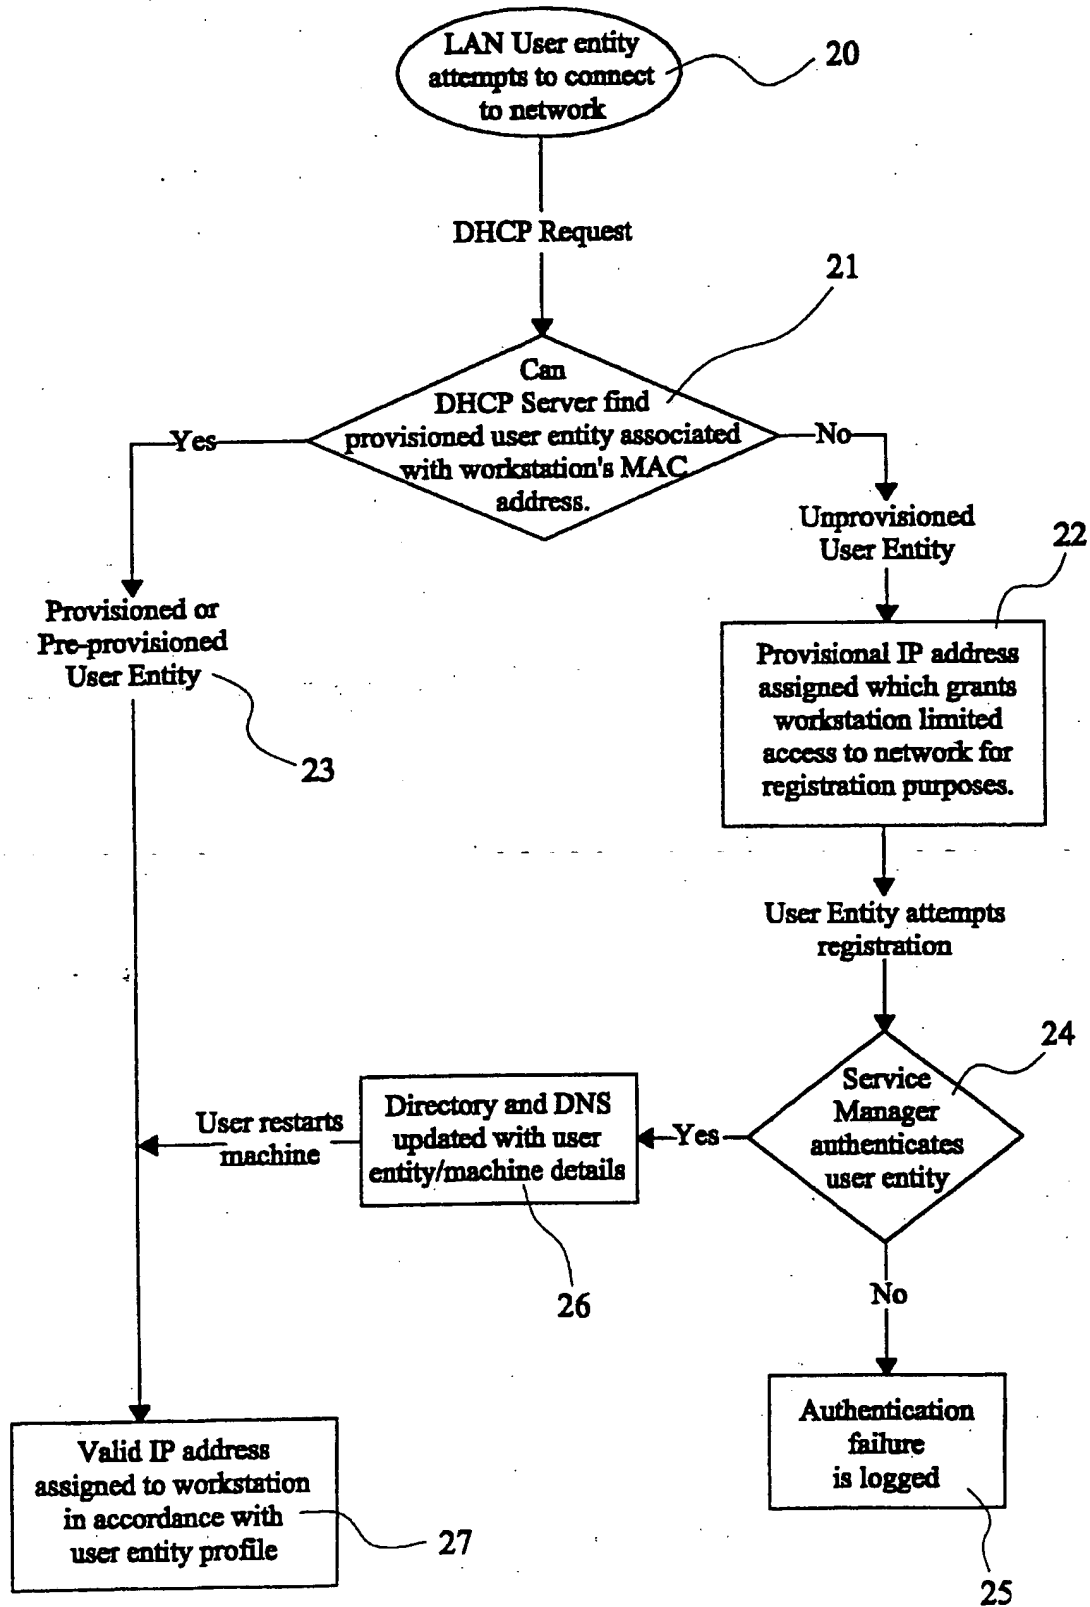 LAN User entity
attempts to connect
to network
20
DHCP Request
21
Can
DHCP Server find
provisioned user entity associated
with workstation's MAC
address.
Yes
No
Unprovisioned
User Entity
22
Provisioned or
Pre-provisioned
User Entity
23
Provisional IP address
assigned which grants
workstation limited
access to network for
registration purposes.
User Entity attempts
registration
24
Service
Manager
authenticates
user entity
Yes
Directory and DNS
updated with user
entity/machine details
26
User restarts
machine
No
Authentication
failure
is logged
25
Valid IP address
assigned to workstation
in accordance with
user entity profile
27